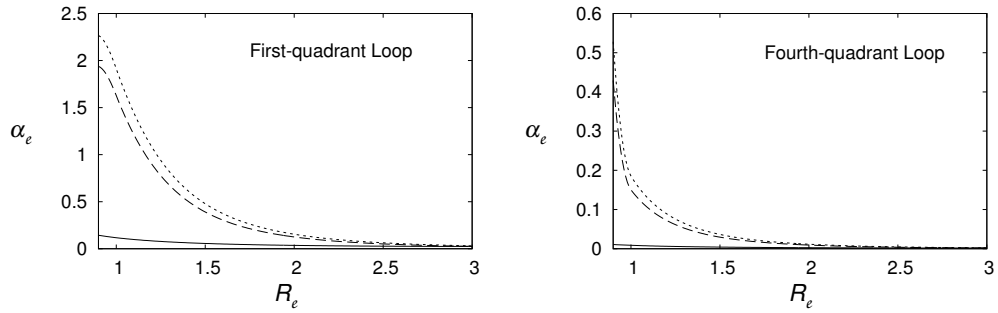 2.5
2
1.5
1
0.5
0
α_e
First-quadrant Loop
1 1.5 2 2.5 3
R_e
0.6
0.5
0.4
0.3
0.2
0.1
0
α_e
Fourth-quadrant Loop
1 1.5 2 2.5 3
R_e